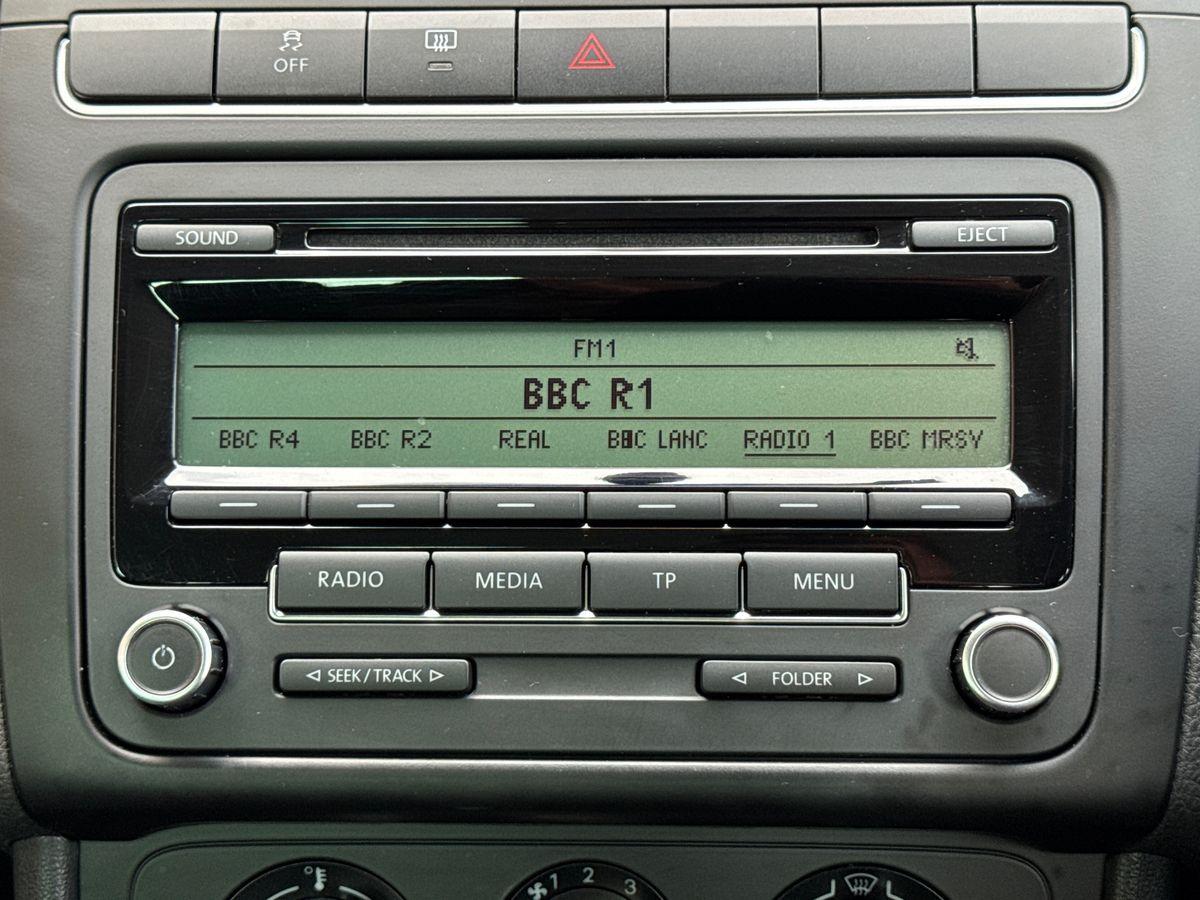 OFF
SOUND EJECT
FM1
BBC R1
BBC R4 BBC R2 REAL BBC LANC RADIO 1 BBC MRSY
RADIO MEDIA TP MENU
SEEK/TRACK FOLDER
1 2 3